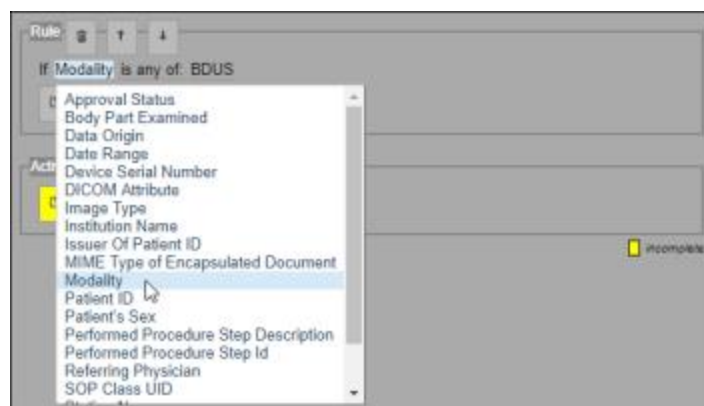 Rule
If Modality is any of: BDUS
Approval Status
Body Part Examined
Data Origin
Date Range
Device Serial Number
DICOM Attribute
Image Type
Institution Name
Issuer Of Patient ID
MIME Type of Encapsulated Document
Modality
Patient ID
Patient's Sex
Performed Procedure Step Description
Performed Procedure Step Id
Referring Physician
SOP Class UID
incomplete